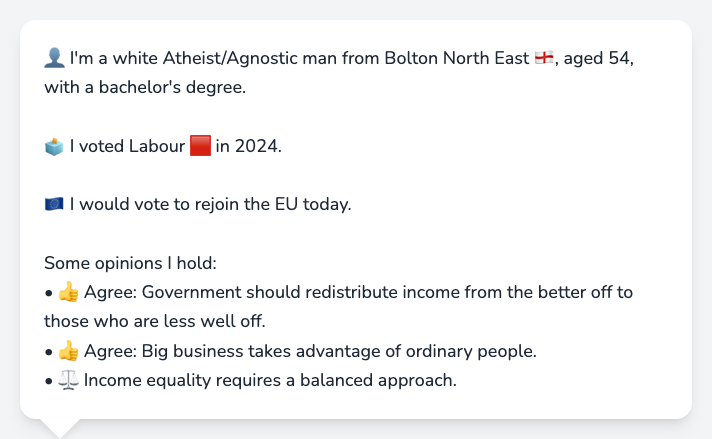 👤 I'm a white Atheist/Agnostic man from Bolton North East 🏴󠁧󠁢󠁥󠁮󠁧󠁿, aged 54,
with a bachelor's degree.
🗳️ I voted Labour 🟥 in 2024.
🇪🇺 I would vote to rejoin the EU today.
Some opinions I hold:
• 👍 Agree: Government should redistribute income from the better off to
those who are less well off.
• 👍 Agree: Big business takes advantage of ordinary people.
• ⚖️ Income equality requires a balanced approach.